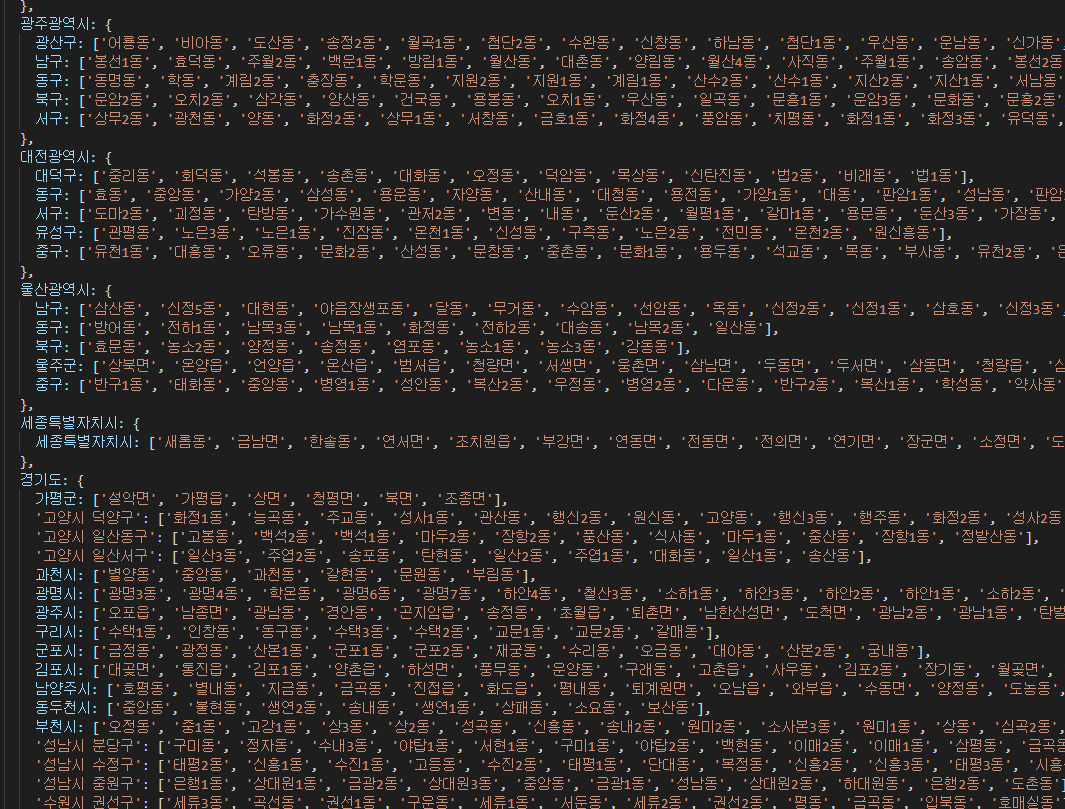 },
광주광역시: {
광산구: ['어룡동', '비아동', '도산동', '송정2동', '월곡1동', '첨단2동', '수완동', '신창동', '하남동', '첨단1동', '우산동', '운남동', '신가동',
남구: ['봉선1동', '효덕동', '주월2동', '백운1동', '방림1동', '월산동', '대촌동', '양림동', '월산4동', '사직동', '주월1동', '송암동', '봉선2동
동구: ['동명동', '학동', '계림2동', '충장동', '학운동', '지원2동', '지원1동', '계림1동', '산수2동', '산수1동', '지산2동', '지산1동', '서남동'
북구: ['운암2동', '오치2동', '삼각동', '양산동', '건국동', '용봉동', '오치1동', '우산동', '일곡동', '문흥1동', '운암3동', '문화동', '문흥2동
서구: ['상무2동', '광천동', '양동', '화정2동', '상무1동', '서창동', '금호1동', '화정4동', '풍암동', '치평동', '화정1동', '화정3동', '유덕동',
},
대전광역시: {
대덕구: ['중리동', '회덕동', '석봉동', '송촌동', '대화동', '오정동', '덕암동', '목상동', '신탄진동', '법2동', '비래동', '법1동'],
동구: ['효동', '중앙동', '가양2동', '삼성동', '용운동', '자양동', '산내동', '대청동', '용전동', '가양1동', '대동', '판암1동', '성남동', '판암
서구: ['도마2동', '괴정동', '탄방동', '가수원동', '관저2동', '변동', '내동', '둔산2동', '월평1동', '갈마1동', '용문동', '둔산3동', '가장동',
유성구: ['관평동', '노은3동', '노은1동', '진잠동', '온천1동', '신성동', '구즉동', '노은2동', '전민동', '온천2동', '원신흥동'],
중구: ['유천1동', '대흥동', '오류동', '문화2동', '산성동', '문창동', '중촌동', '문화1동', '용두동', '석교동', '목동', '부사동', '유천2동',
},
울산광역시: {
남구: ['삼산동', '신정5동', '대현동', '야음장생포동', '달동', '무거동', '수암동', '선암동', '옥동', '신정2동', '신정1동', '삼호동', '신정3동',
동구: ['방어동', '전하1동', '남목3동', '남목1동', '화정동', '전하2동', '대송동', '남목2동', '일산동'],
북구: ['효문동', '농소2동', '양정동', '송정동', '염포동', '농소1동', '농소3동', '강동동'],
울주군: ['상북면', '온양읍', '언양읍', '온산읍', '범서읍', '청량면', '서생면', '웅촌면', '삼남면', '두동면', '두서면', '삼동면', '청량읍', '삼
중구: ['반구1동', '태화동', '중앙동', '병영1동', '성안동', '복산2동', '우정동', '병영2동', '다운동', '반구2동', '복산1동', '학성동', '약사동'
},
세종특별자치시: {
세종특별자치시: ['새롬동', '금남면', '한솔동', '연서면', '조치원읍', '부강면', '연동면', '전동면', '전의면', '연기면', '장군면', '소정면', '도
},
경기도: {
가평군: ['설악면', '가평읍', '상면', '청평면', '북면', '조종면'],
'고양시 덕양구': ['화정1동', '능곡동', '주교동', '성사1동', '관산동', '행신2동', '원신동', '고양동', '행신3동', '행주동', '화정2동', '성사2동
'고양시 일산동구': ['고봉동', '백석2동', '백석1동', '마두2동', '장항2동', '풍산동', '식사동', '마두1동', '중산동', '장항1동', '정발산동'],
'고양시 일산서구': ['일산3동', '주엽2동', '송포동', '탄현동', '일산2동', '주엽1동', '대화동', '일산1동', '송산동'],
과천시: ['별양동', '중앙동', '과천동', '갈현동', '문원동', '부림동'],
광명시: ['광명3동', '광명4동', '학온동', '광명6동', '광명7동', '하안4동', '철산3동', '소하1동', '하안3동', '하안2동', '하안1동', '소하2동', '
광주시: ['오포읍', '남종면', '광남동', '경안동', '곤지암읍', '송정동', '초월읍', '퇴촌면', '남한산성면', '도척면', '광남2동', '광남1동', '탄벌
구리시: ['수택1동', '인창동', '동구동', '수택3동', '수택2동', '교문1동', '교문2동', '갈매동'],
군포시: ['금정동', '광정동', '산본1동', '군포1동', '군포2동', '재궁동', '수리동', '오금동', '대야동', '산본2동', '궁내동'],
김포시: ['대곶면', '통진읍', '김포1동', '양촌읍', '하성면', '풍무동', '운양동', '구래동', '고촌읍', '사우동', '김포2동', '장기동', '월곶면',
남양주시: ['호평동', '별내동', '지금동', '금곡동', '진접읍', '화도읍', '평내동', '퇴계원면', '오남읍', '와부읍', '수동면', '양정동', '도농동',
동두천시: ['중앙동', '불현동', '생연2동', '송내동', '생연1동', '상패동', '소요동', '보산동'],
부천시: ['오정동', '중1동', '고강1동', '상3동', '상2동', '성곡동', '신흥동', '송내2동', '원미2동', '소사본3동', '원미1동', '상동', '심곡2동',
'성남시 분당구': ['구미동', '정자동', '수내3동', '야탑1동', '서현1동', '구미1동', '야탑2동', '백현동', '이매2동', '이매1동', '삼평동', '금곡동
'성남시 수정구': ['태평2동', '신흥1동', '수진1동', '고등동', '수진2동', '태평1동', '단대동', '복정동', '신흥2동', '신흥3동', '태평3동', '시흥
'성남시 중원구': ['은행1동', '상대원1동', '금광2동', '상대원3동', '중앙동', '금광1동', '성남동', '상대원2동', '하대원동', '은행2동', '도촌동'
'수원시 권선구': ['세류3동', '곡선동', '권선1동', '구운동', '세류1동', '서둔동', '세류2동', '권선2동', '평동', '금곡동', '입북동', '호매실동